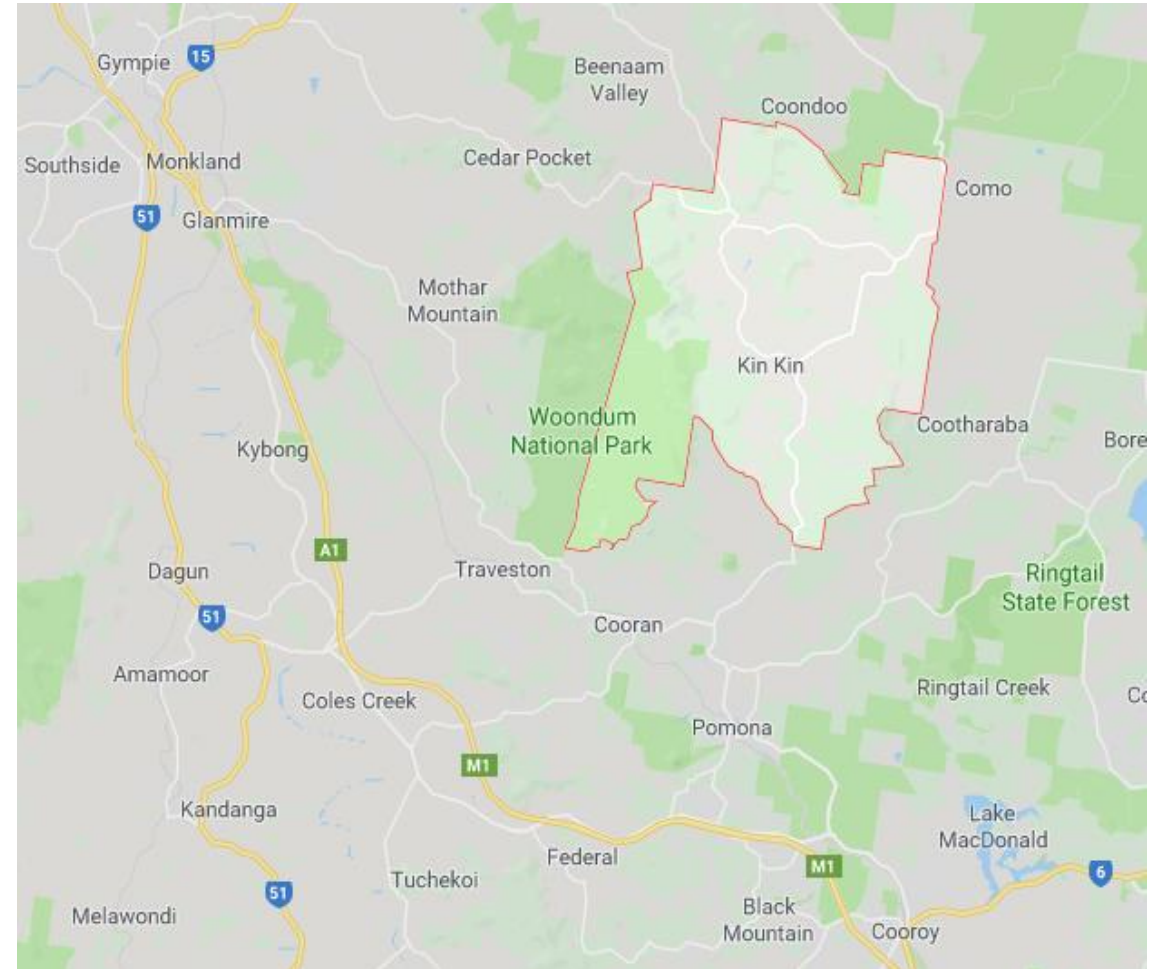 Gympie
15
Beenaam
Valley
Coondoo
Southside
Monkland
Cedar Pocket
Como
51
Glanmire
Mothar
Mountain
Kin Kin
Woondum
National Park
Cootharaba
Bore
Kybong
A1
Dagun
Traveston
Ringtail
State Forest
51
Cooran
Amamoor
Coles Creek
Ringtail Creek
Co
Pomona
M1
Kandanga
Lake
MacDonald
Federal
M1
6
Tuchekoi
51
Melawondi
Black
Mountain
Cooroy